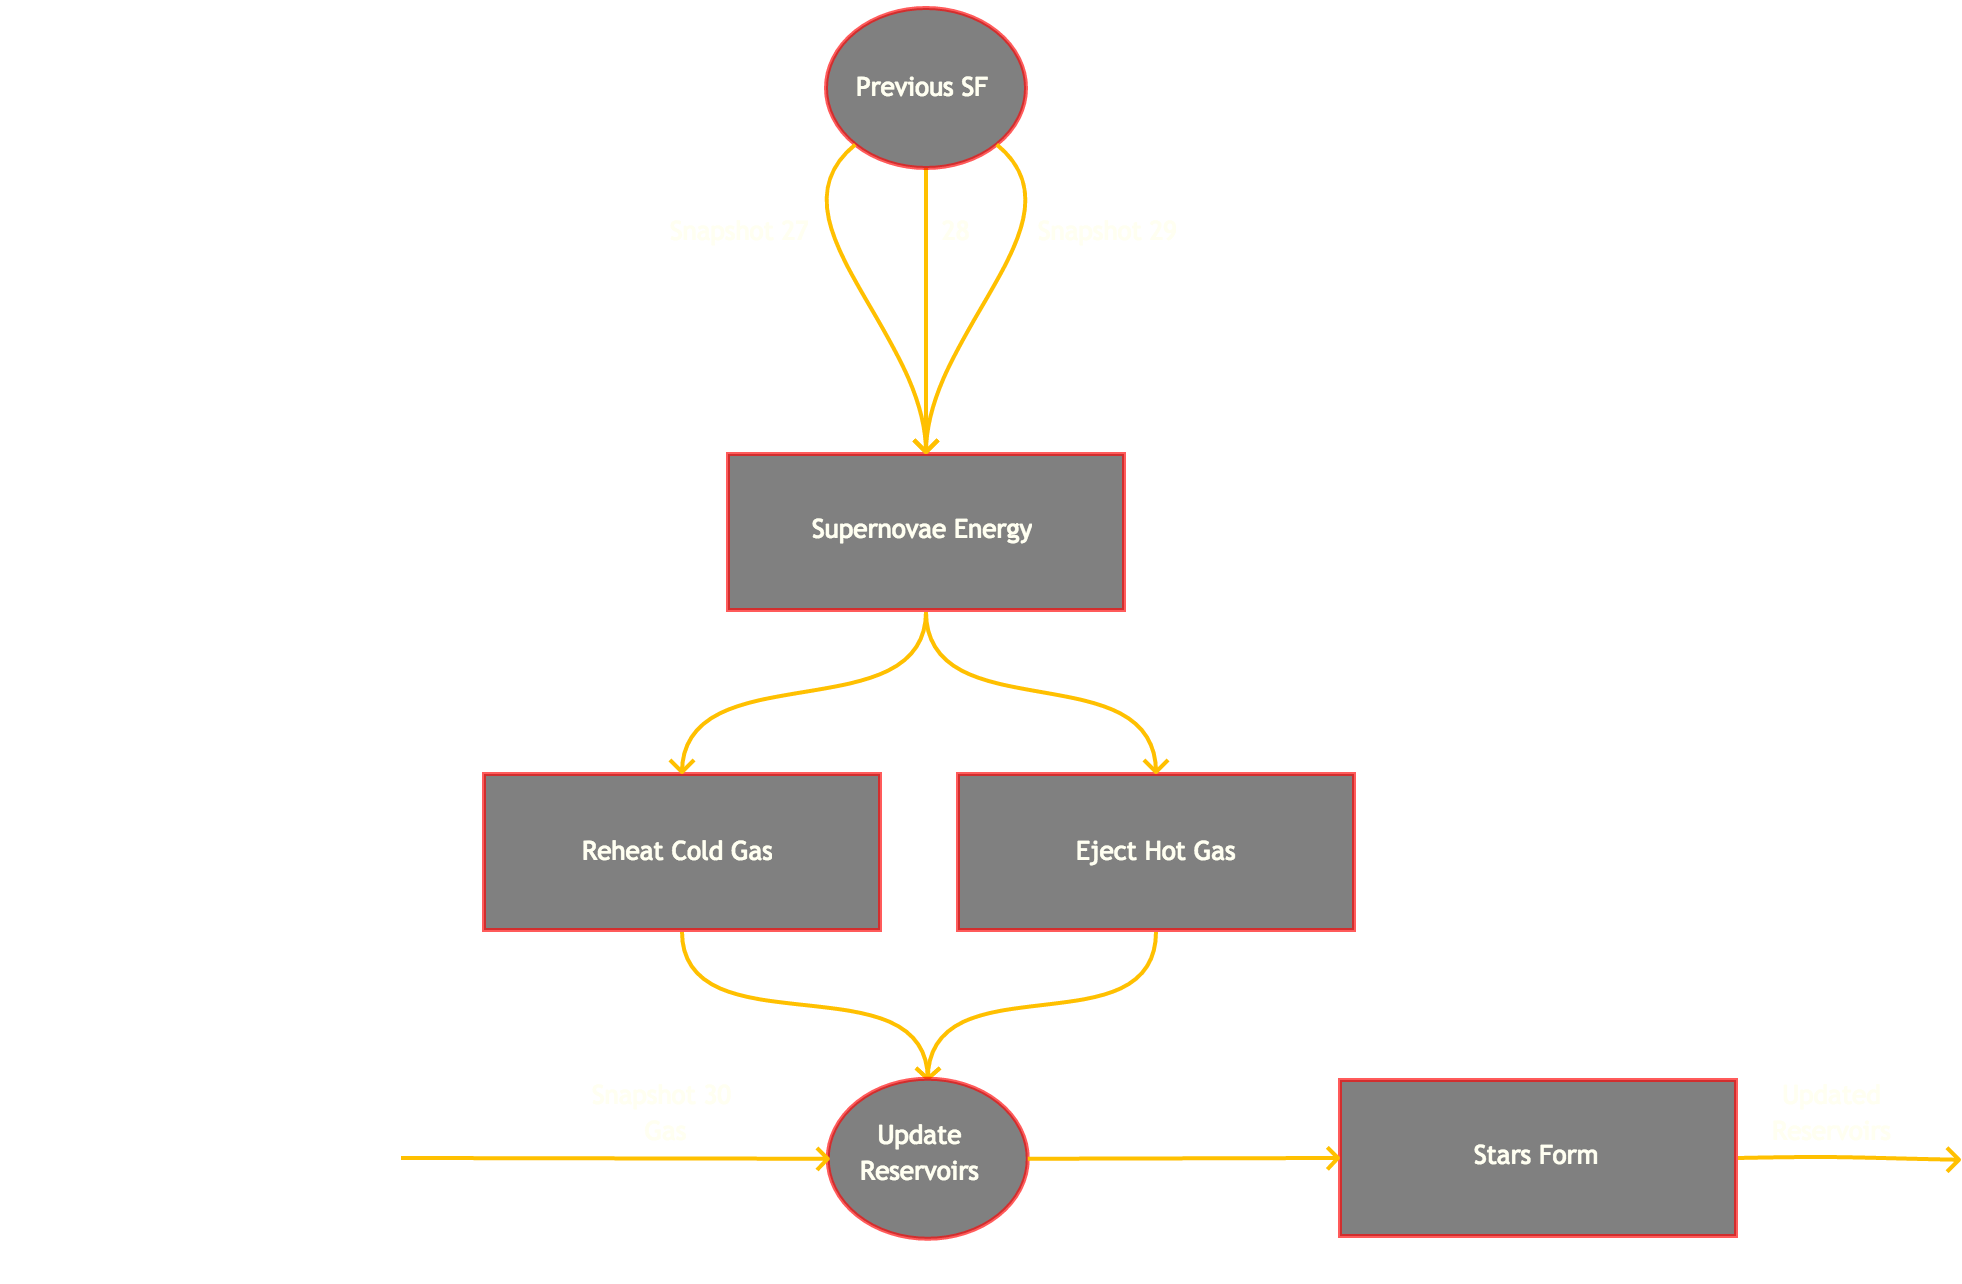 Previous SF
Snapshot 27
28
Snapshot 29
Supernovae Energy
Reheat Cold Gas
Eject Hot Gas
Snapshot 30
Gas
Update
Reservoirs
Stars Form
Updated
Reservoirs